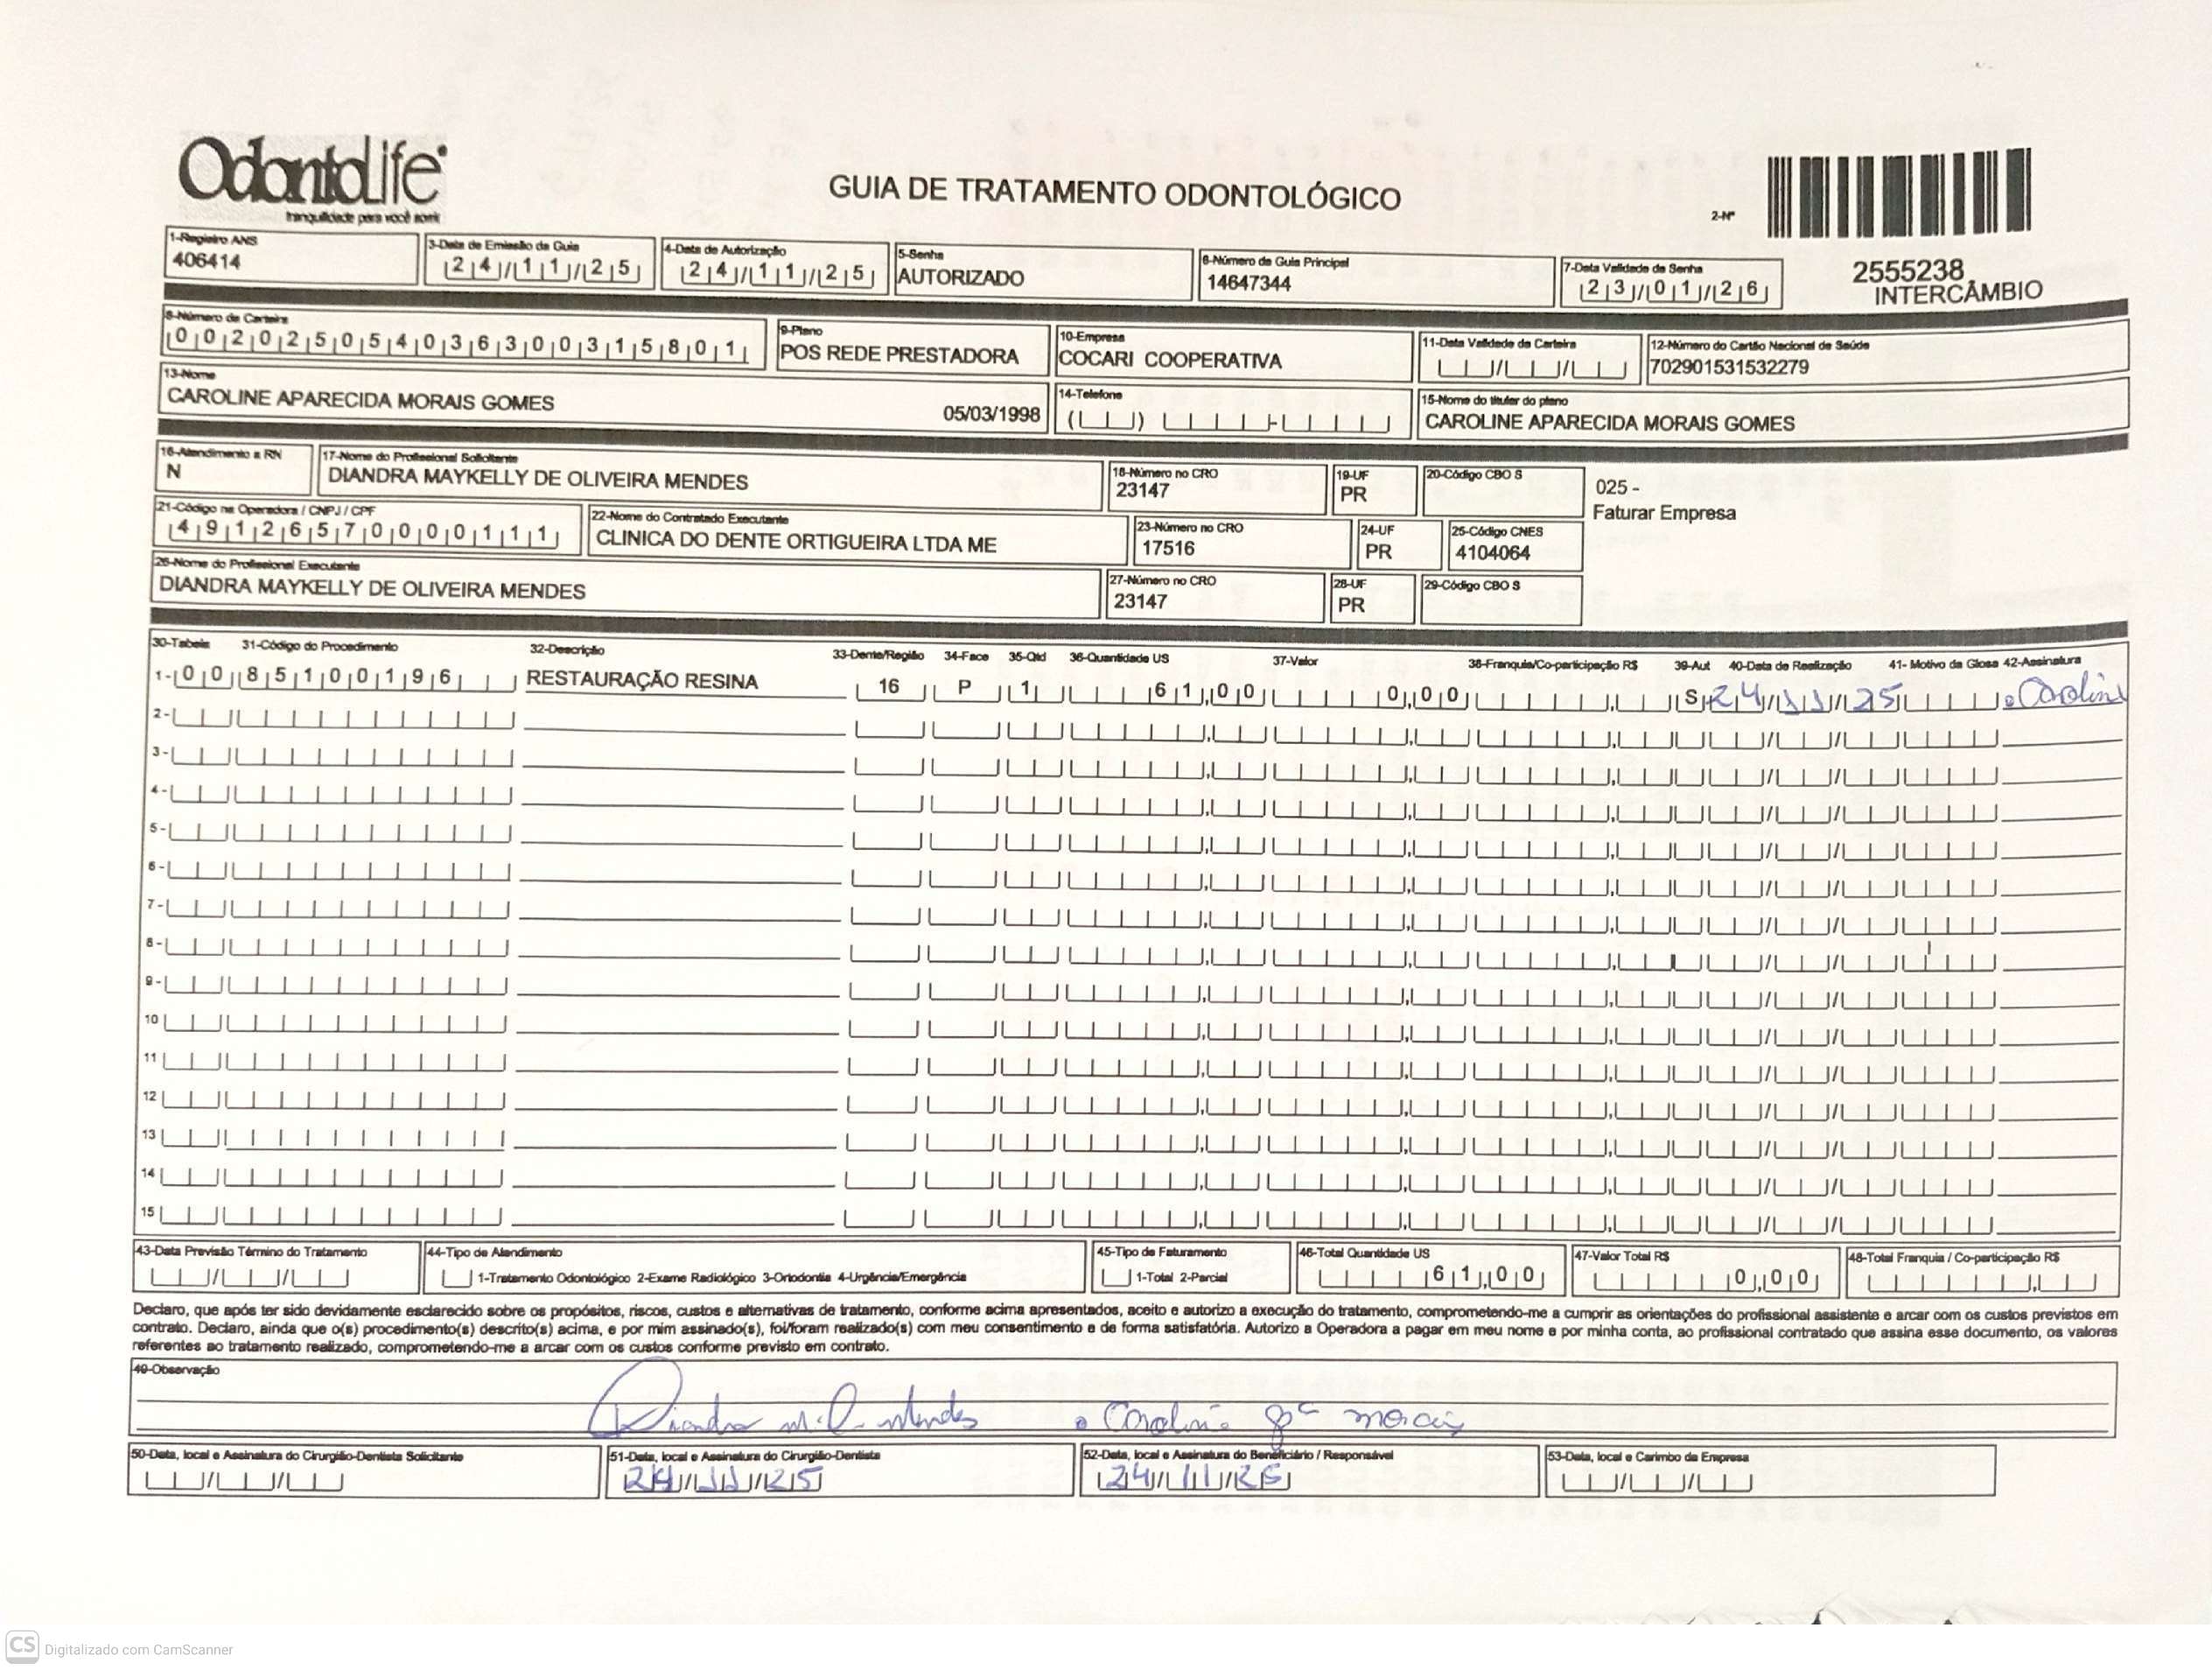 OdontoLife
tranquilidade para você sorrir
GUIA DE TRATAMENTO ODONTOLÓGICO
2-Nº
2555238
INTERCÂMBIO
1-Registro ANS
406414
3-Data de Emissão da Guia
24/11/25
4-Data de Autorização
24/11/25
5-Senha
AUTORIZADO
6-Número da Guia Principal
14647344
7-Data Validade da Senha
23/01/26
8-Número da Carteira
00202505403630031580 1
9-Plano
POS REDE PRESTADORA
10-Empresa
COCARI COOPERATIVA
11-Data Validade da Carteira
12-Número do Cartão Nacional de Saúde
702901531532279
13-Nome
CAROLINE APARECIDA MORAIS GOMES 05/03/1998
14-Telefone
15-Nome do titular do plano
CAROLINE APARECIDA MORAIS GOMES
16-Atendimento a RN
N
17-Nome do Profissional Solicitante
DIANDRA MAYKELLY DE OLIVEIRA MENDES
18-Número no CRO
23147
19-UF
PR
20-Código CBO S
025 -
Faturar Empresa
21-Código na Operadora / CNPJ / CPF
49126570000111
22-Nome do Contratado Executante
CLINICA DO DENTE ORTIGUEIRA LTDA ME
23-Número no CRO
17516
24-UF
PR
25-Código CNES
4104064
26-Nome do Profissional Executante
DIANDRA MAYKELLY DE OLIVEIRA MENDES
27-Número no CRO
23147
28-UF
PR
29-Código CBO S
30-Tabela 31-Código do Procedimento 32-Descrição 33-Dente/Região 34-Face 35-Qtd 36-Quantidade US 37-Valor 38-Franquia/Co-participação R$ 39-Aut 40-Data de Realização 41- Motivo da Glosa 42-Assinatura
1- 00 85100196 RESTAURAÇÃO RESINA 16 P 1 61,00 0,00 S 24/11/25 Caroline
2-
3-
4-
5-
6-
7-
8-
9-
10
11
12
13
14
15
43-Data Previsão Término do Tratamento
44-Tipo de Atendimento
1-Tratamento Odontológico 2-Exame Radiológico 3-Ortodontia 4-Urgência/Emergência
45-Tipo de Faturamento
1-Total 2-Parcial
46-Total Quantidade US
61,00
47-Valor Total R$
0,00
48-Total Franquia / Co-participação R$
Declaro, que após ter sido devidamente esclarecido sobre os propósitos, riscos, custos e alternativas de tratamento, conforme acima apresentados, aceito e autorizo a execução do tratamento, comprometendo-me a cumprir as orientações do profissional assistente e arcar com os custos previstos em
contrato. Declaro, ainda que o(s) procedimento(s) descrito(s) acima, e por mim assinado(s), foi/foram realizado(s) com meu consentimento e de forma satisfatória. Autorizo a Operadora a pagar em meu nome e por minha conta, ao profissional contratado que assina esse documento, os valores
referentes ao tratamento realizado, comprometendo-me a arcar com os custos conforme previsto em contrato.
49-Observação
Diandra M. O. Mendes Caroline Ap Morais
50-Data, local e Assinatura do Cirurgião-Dentista Solicitante
51-Data, local e Assinatura do Cirurgião-Dentista
24/11/25
52-Data, local e Assinatura do Beneficiário / Responsável
24/11/25
53-Data, local e Carimbo da Empresa
CS Digitalizado com CamScanner